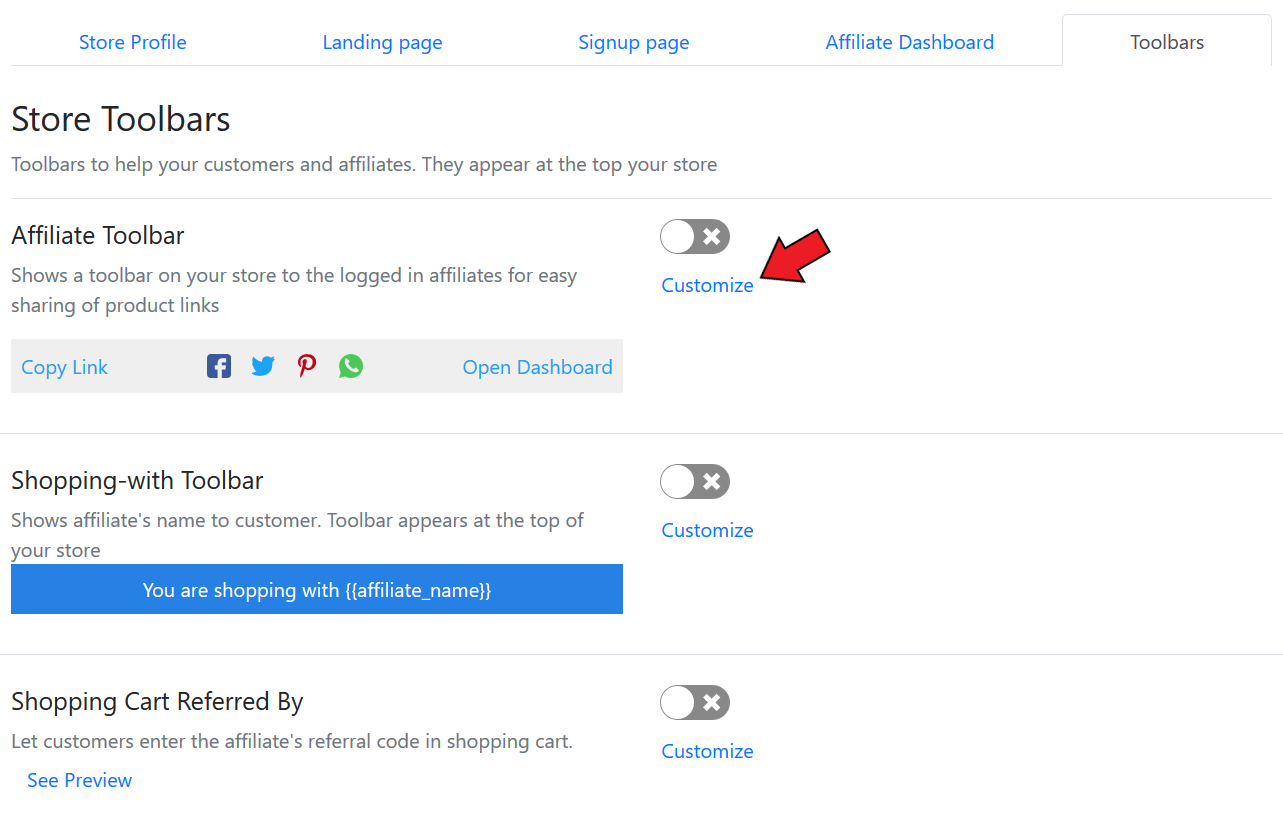 Store Profile
Landing page
Signup page
Affiliate Dashboard
Toolbars
Store Toolbars
Toolbars to help your customers and affiliates. They appear at the top your store
Affiliate Toolbar
Shows a toolbar on your store to the logged in affiliates for easy
sharing of product links
Customize
Copy Link
Open Dashboard
Shopping-with Toolbar
Shows affiliate's name to customer. Toolbar appears at the top of
your store
Customize
You are shopping with {{affiliate_name}}
Shopping Cart Referred By
Let customers enter the affiliate's referral code in shopping cart.
Customize
See Preview